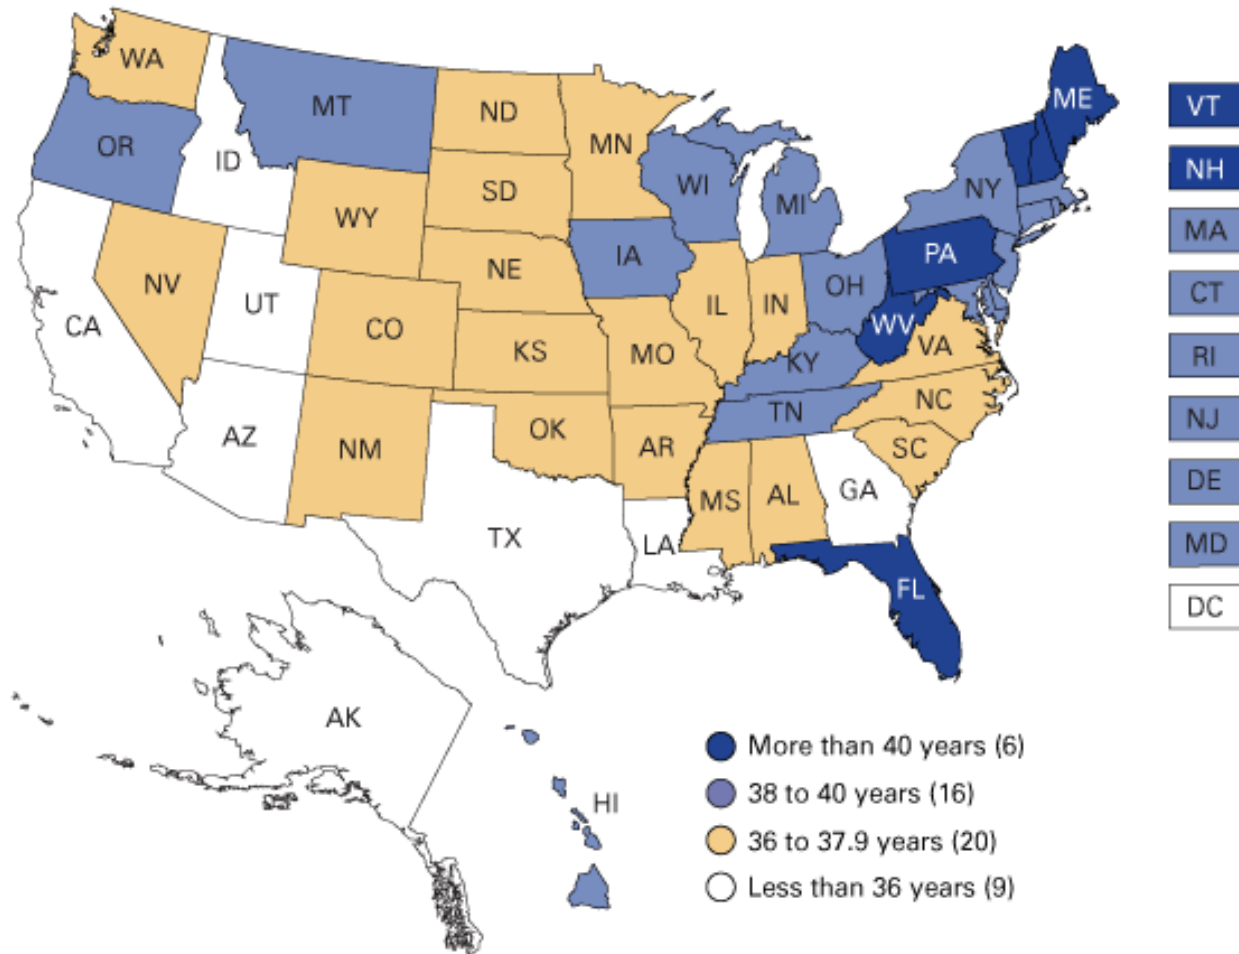 WA
MT
ND
MN
ME
VT
OR
ID
SD
WI
MI
NY
NH
WY
IA
PA
MA
NV
NE
OH
CT
UT
CA
CO
IL
IN
WV
RI
KS
MO
KY
VA
NJ
AZ
NM
OK
AR
TN
NC
SC
DE
MS
AL
GA
MD
TX
LA
FL
DC
AK
HI
More than 40 years (6)
38 to 40 years (16)
36 to 37.9 years (20)
Less than 36 years (9)